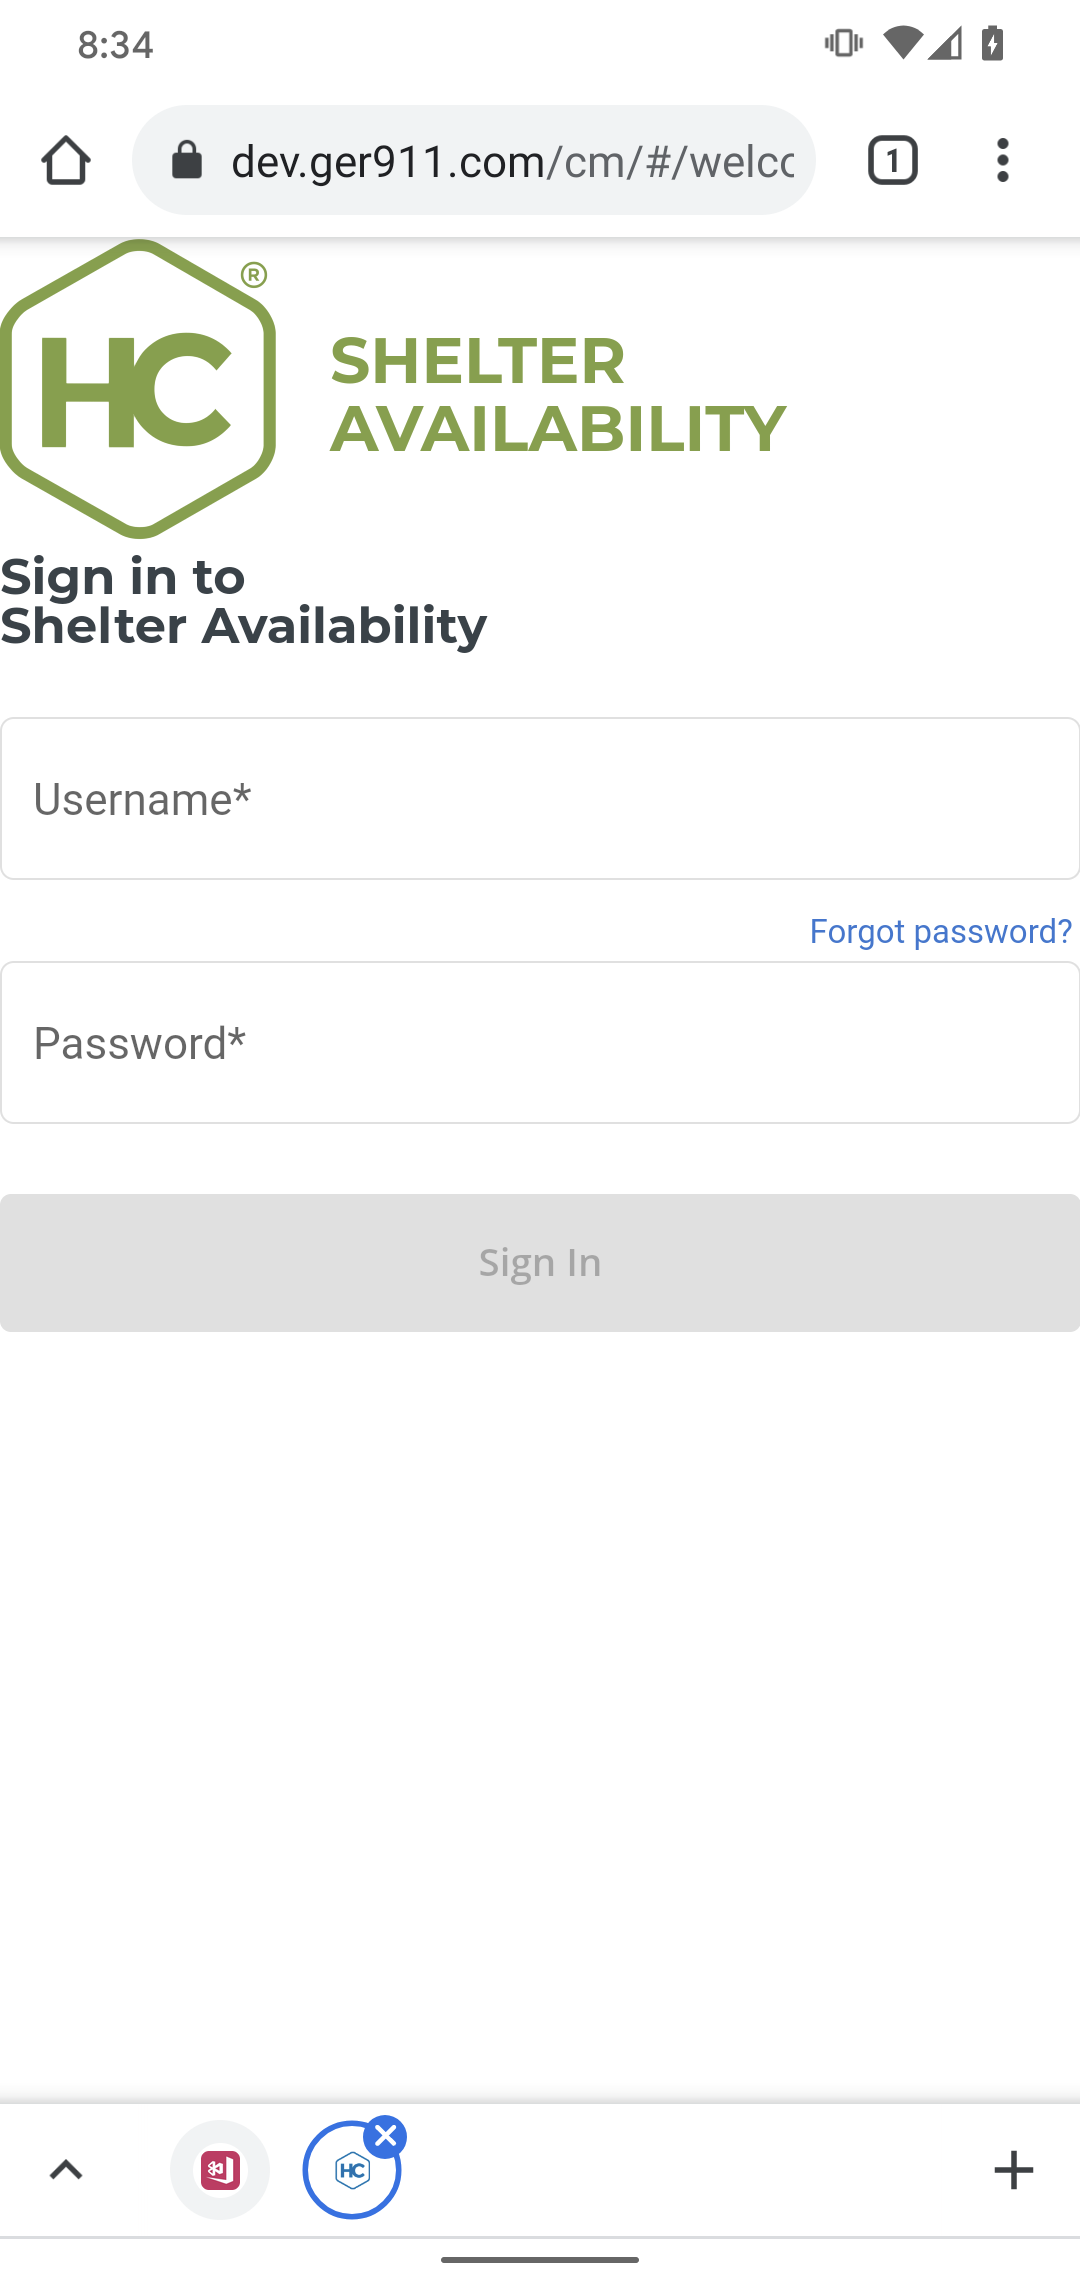 8:34
dev.ger911.com/cm/#/welcc
1
HC®
SHELTER
AVAILABILITY
Sign in to
Shelter Availability
Username*
Forgot password?
Password*
Sign In
HC